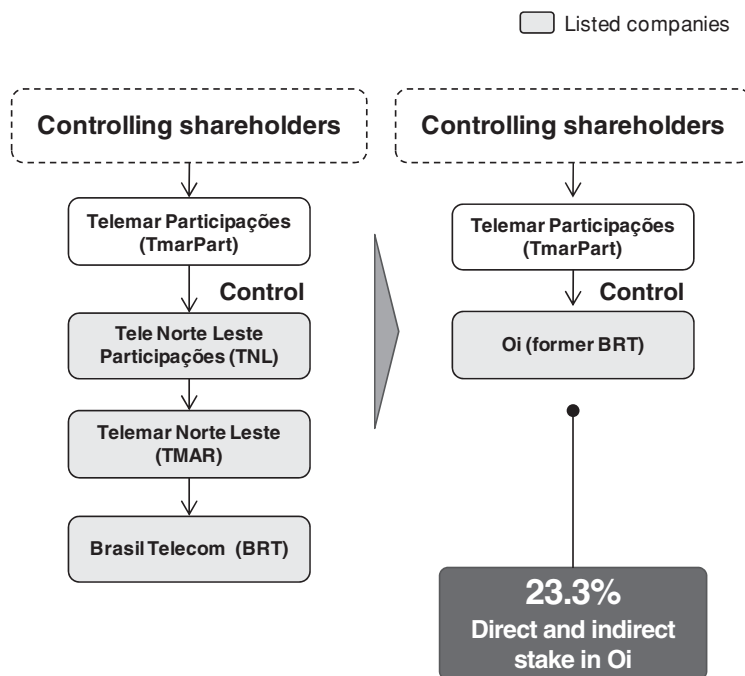 Listed companies
Controlling shareholders
Telemar Participações
(TmarPart)
Control
Tele Norte Leste
Participações (TNL)
Telemar Norte Leste
(TMAR)
Brasil Telecom (BRT)
Controlling shareholders
Telemar Participações
(TmarPart)
Control
Oi (former BRT)
23.3%
Direct and indirect
stake in Oi